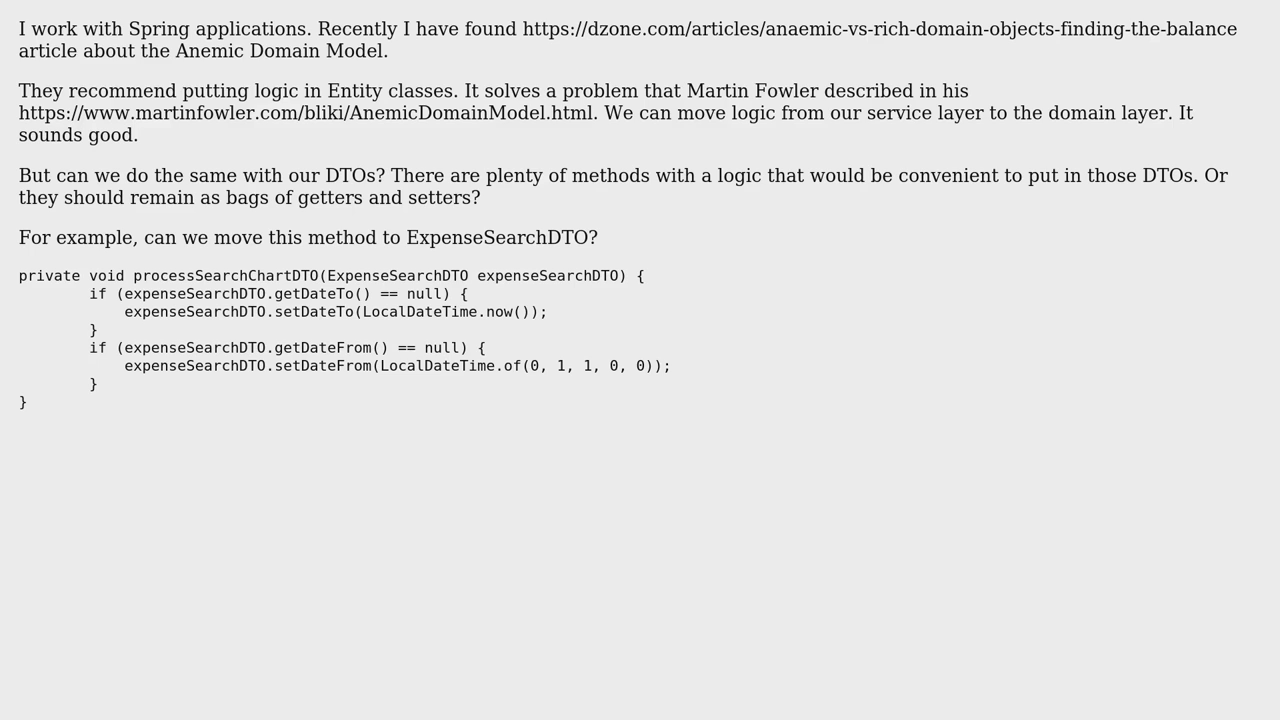 I work with Spring applications. Recently I have found https://dzone.com/articles/anaemic-vs-rich-domain-objects-finding-the-balance
article about the Anemic Domain Model.
They recommend putting logic in Entity classes. It solves a problem that Martin Fowler described in his
https://www.martinfowler.com/bliki/AnemicDomainModel.html. We can move logic from our service layer to the domain layer. It
sounds good.
But can we do the same with our DTOs? There are plenty of methods with a logic that would be convenient to put in those DTOs. Or
they should remain as bags of getters and setters?
For example, can we move this method to ExpenseSearchDTO?
private void processSearchChartDTO(ExpenseSearchDTO expenseSearchDTO) {
        if (expenseSearchDTO.getDateTo() == null) {
            expenseSearchDTO.setDateTo(LocalDateTime.now());
        }
        if (expenseSearchDTO.getDateFrom() == null) {
            expenseSearchDTO.setDateFrom(LocalDateTime.of(0, 1, 1, 0, 0));
        }
}